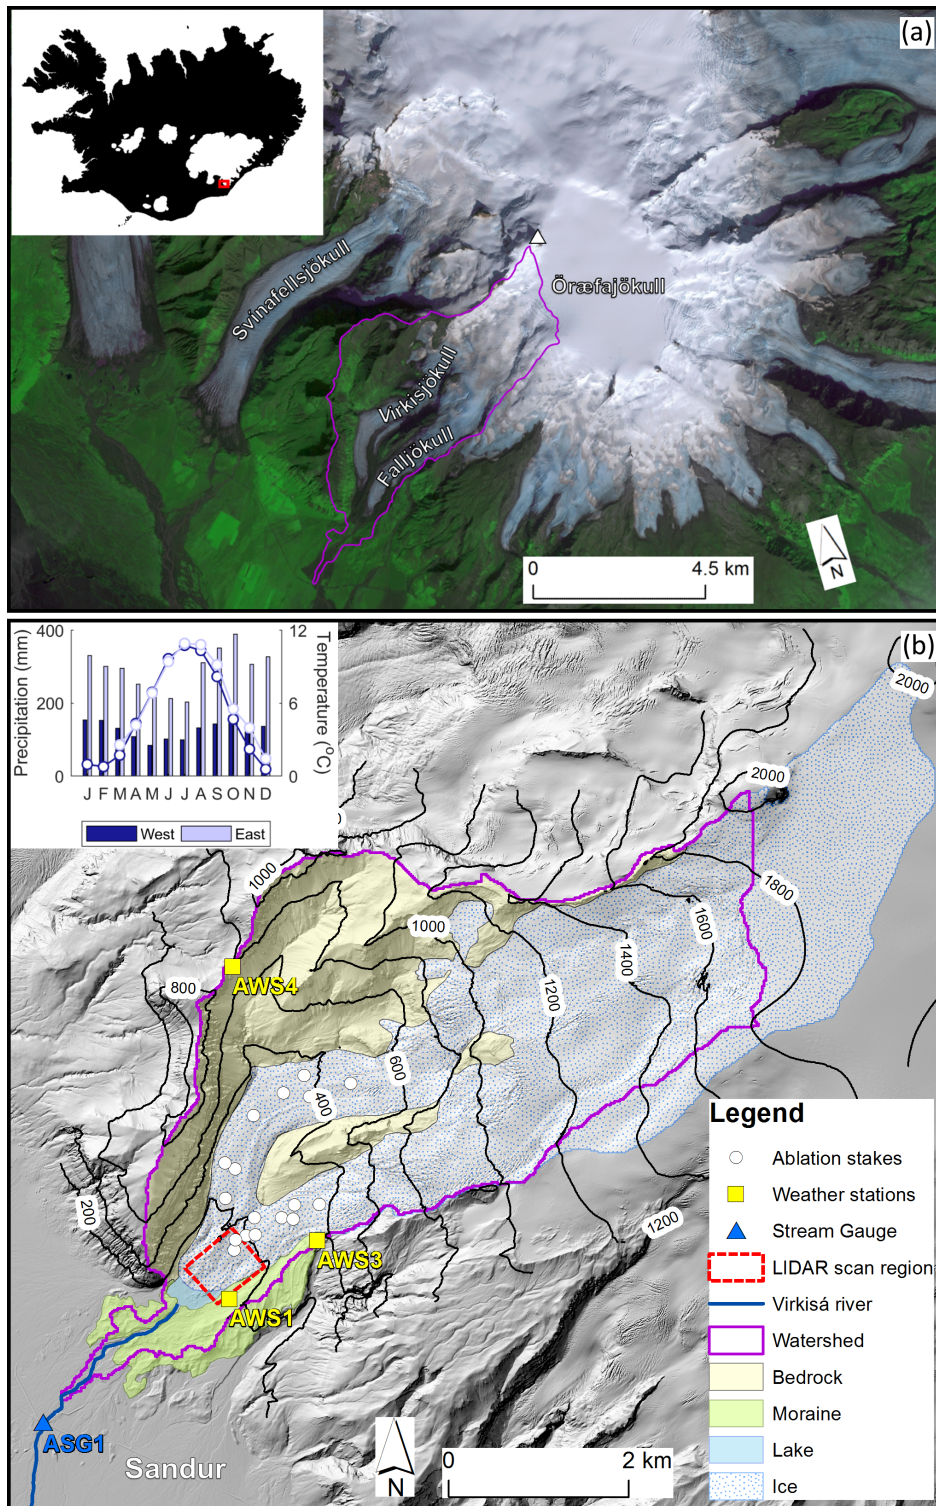 (a)
Svínafellsjökull
Öræfajökull
Virkisjökull
Falljökull
0 4.5 km
N
(b)
400
200
0
Precipitation (mm)
12
6
0
Temperature (°C)
J F M A M J J A S O N D
West East
2000
2000
1000
1800
1600
1000
1400
800
AWS4
1200
600
400
200
1200
AWS3
AWS1
ASG1
Sandur
N
0 2 km
Legend
Ablation stakes
Weather stations
Stream Gauge
LIDAR scan region
Virkisá river
Watershed
Bedrock
Moraine
Lake
Ice